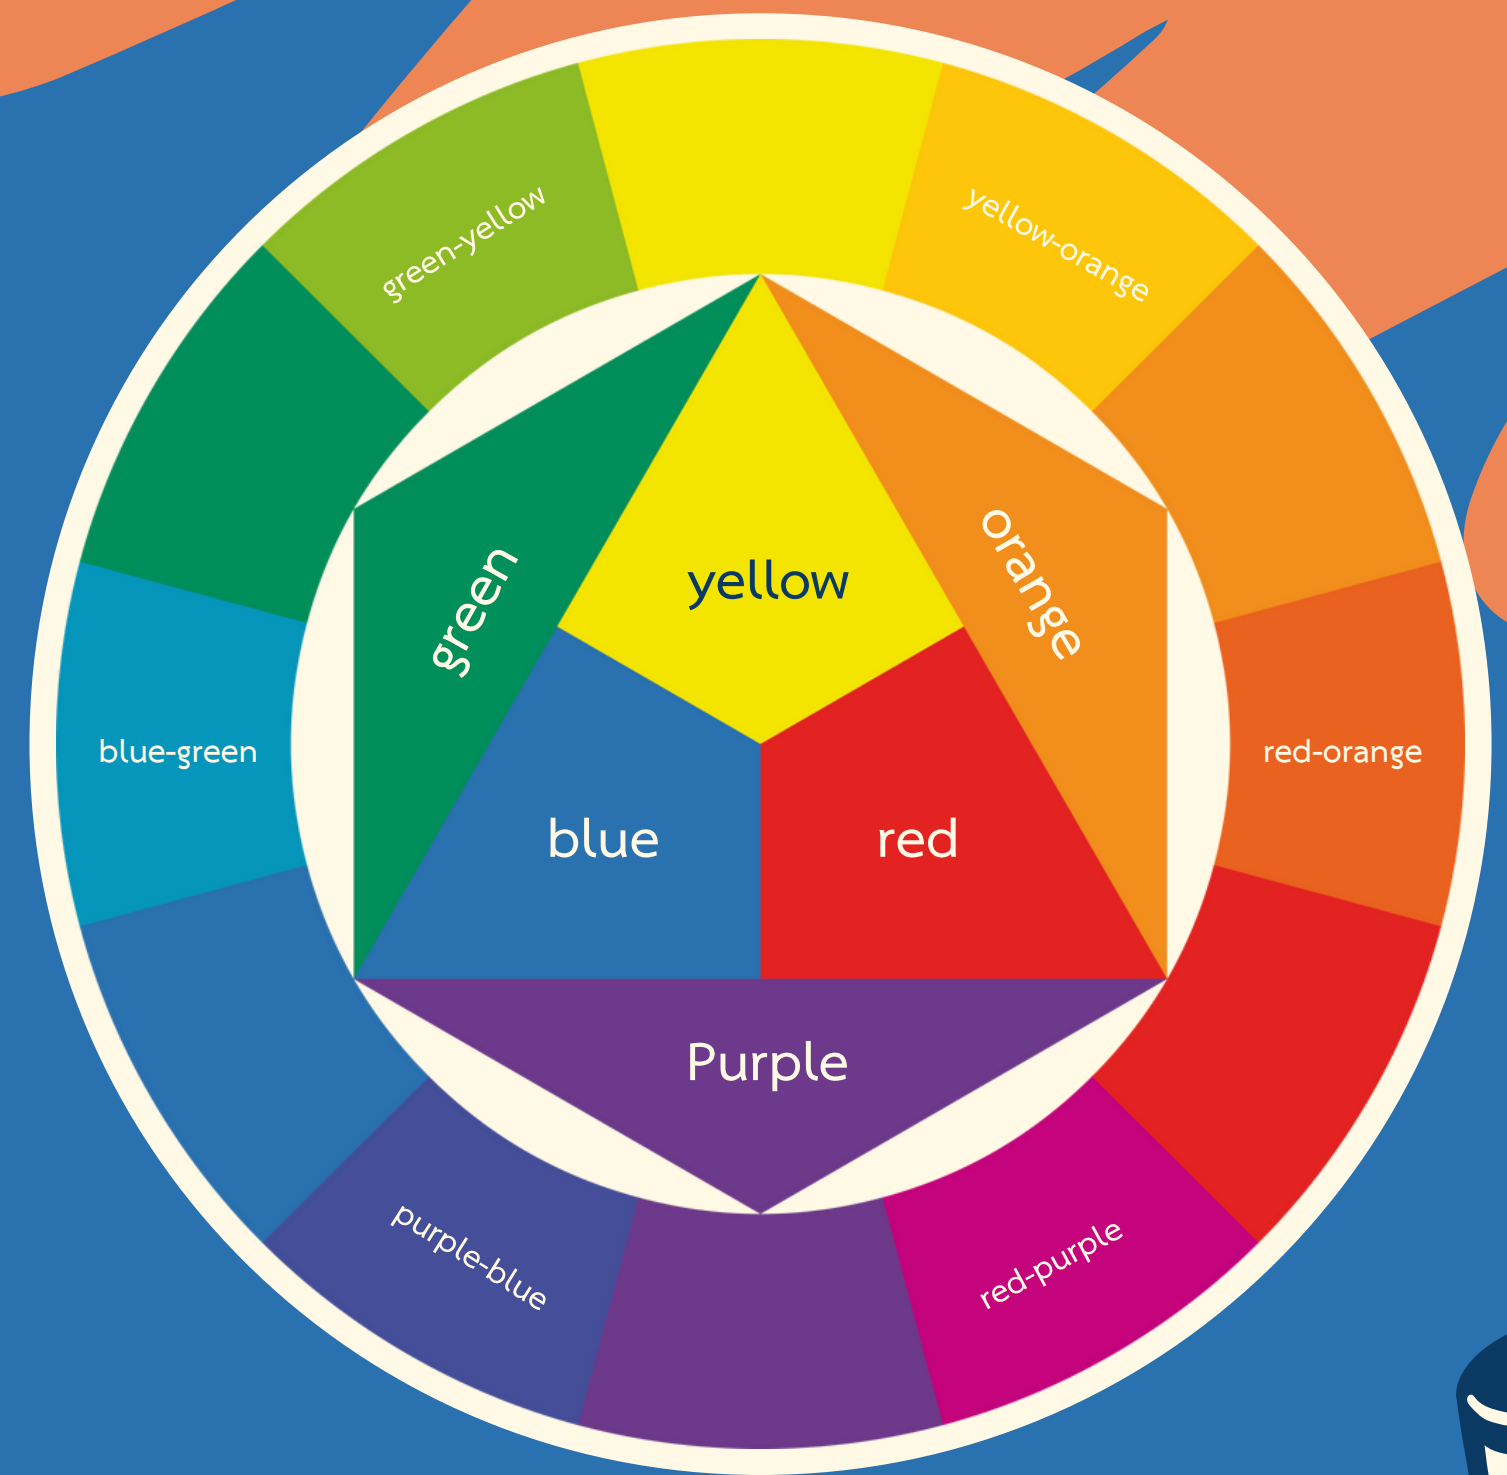 green-yellow
yellow-orange
green
yellow
orange
blue-green
red-orange
blue
red
Purple
purple-blue
red-purple